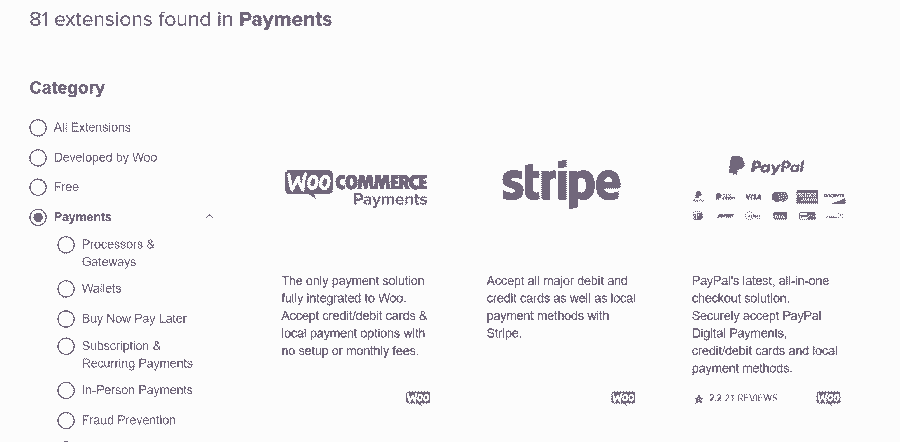 81 extensions found in Payments
Category
All Extensions
Developed by Woo
Free
Payments
Processors &
Gateways
Wallets
Buy Now Pay Later
Subscription &
Recurring Payments
In-Person Payments
Fraud Prevention
WOO COMMERCE
Payments
The only payment solution
fully integrated to Woo.
Accept credit/debit cards &
local payment options with
no setup or monthly fees.
Woo
stripe
Accept all major debit and
credit cards as well as local
payment methods with
Stripe.
Woo
PayPal
VISA
PayPal's latest, all-in-one
checkout solution.
Securely accept PayPal
Digital Payments,
credit/debit cards and local
payment methods.
2.2 21 REVIEWS
Woo